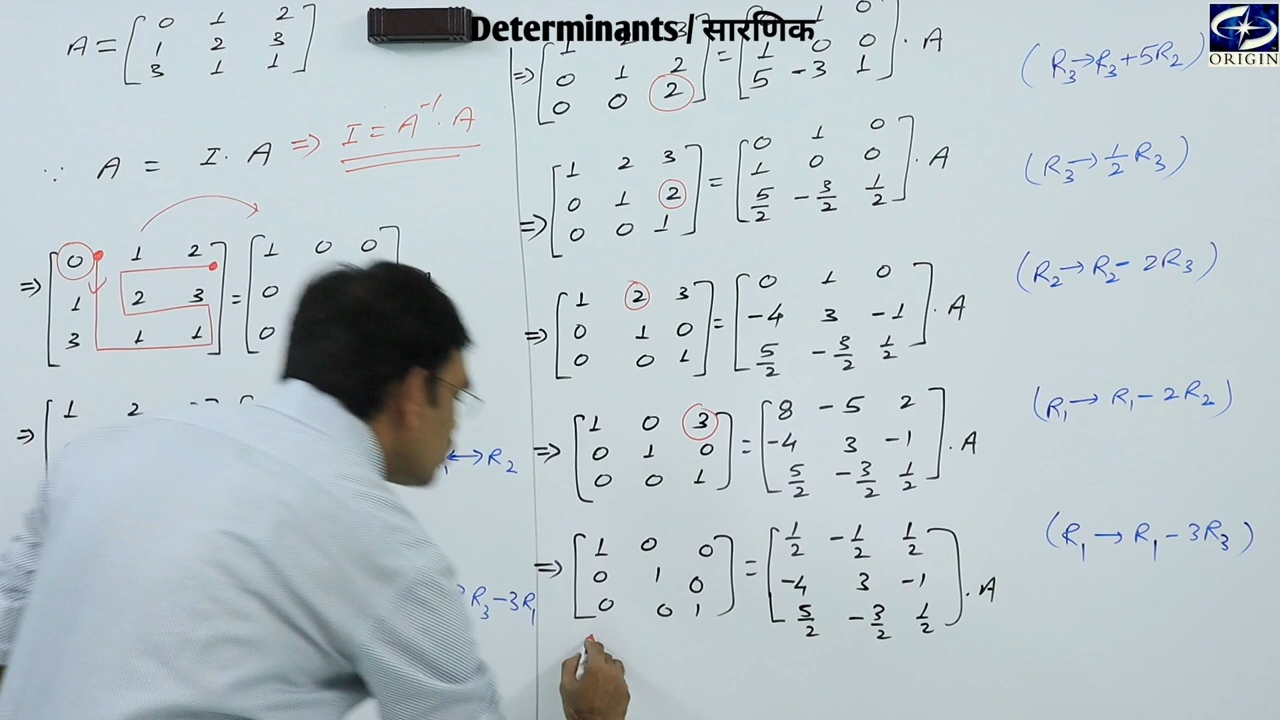 Determinants / सारणिक
ORIGIN
A = [ 0 1 2
1 2 3
3 1 1 ]
∵ A = I . A ⇒ I = A⁻¹ . A
⇒ [ 0 1 2
1 2 3
3 1 1 ] = [ 1 0 0
0
0
⇒ [ 1 2
↔ R₂
R₃ − 3R₁
⇒ [ 1 2 3
0 1 2
0 0 2 ] = [ 0 1 0
1 0 0
5 −3 1 ] . A (R₃ → R₃ + 5R₂)
⇒ [ 1 2 3
0 1 2
0 0 1 ] = [ 0 1 0
1 0 0
5/2 −3/2 1/2 ] . A (R₃ → 1/2 R₃)
⇒ [ 1 2 3
0 1 0
0 0 1 ] = [ 0 1 0
−4 3 −1
5/2 −3/2 1/2 ] . A (R₂ → R₂ − 2R₃)
⇒ [ 1 0 3
0 1 0
0 0 1 ] = [ 8 −5 2
−4 3 −1
5/2 −3/2 1/2 ] . A (R₁ → R₁ − 2R₂)
⇒ [ 1 0 0
0 1 0
0 0 1 ] = [ 1/2 −1/2 1/2
−4 3 −1
5/2 −3/2 1/2 ] . A (R₁ → R₁ − 3R₃)